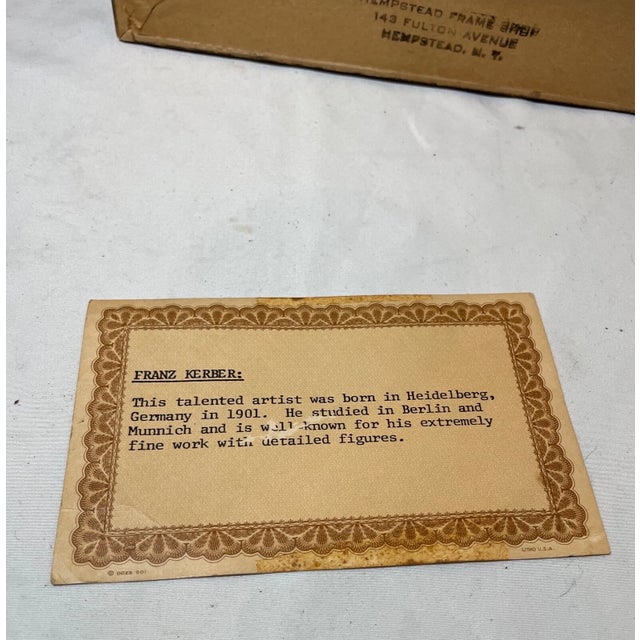 HEMPSTEAD FRAME SHOP
143 FULTON AVENUE
HEMPSTEAD, N. Y.
FRANZ KERBER:
This talented artist was born in Heidelberg,
Germany in 1901. He studied in Berlin and
Munnich and is well known for his extremely
fine work with detailed figures.
© GOES 801
LITHO U.S.A.